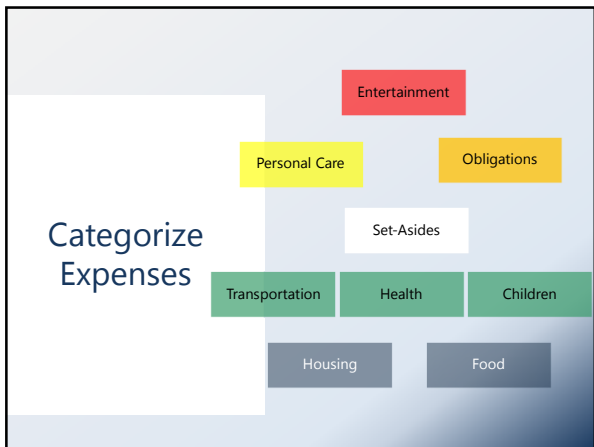 Categorize
Expenses
Entertainment
Personal Care
Obligations
Set-Asides
Transportation
Health
Children
Housing
Food